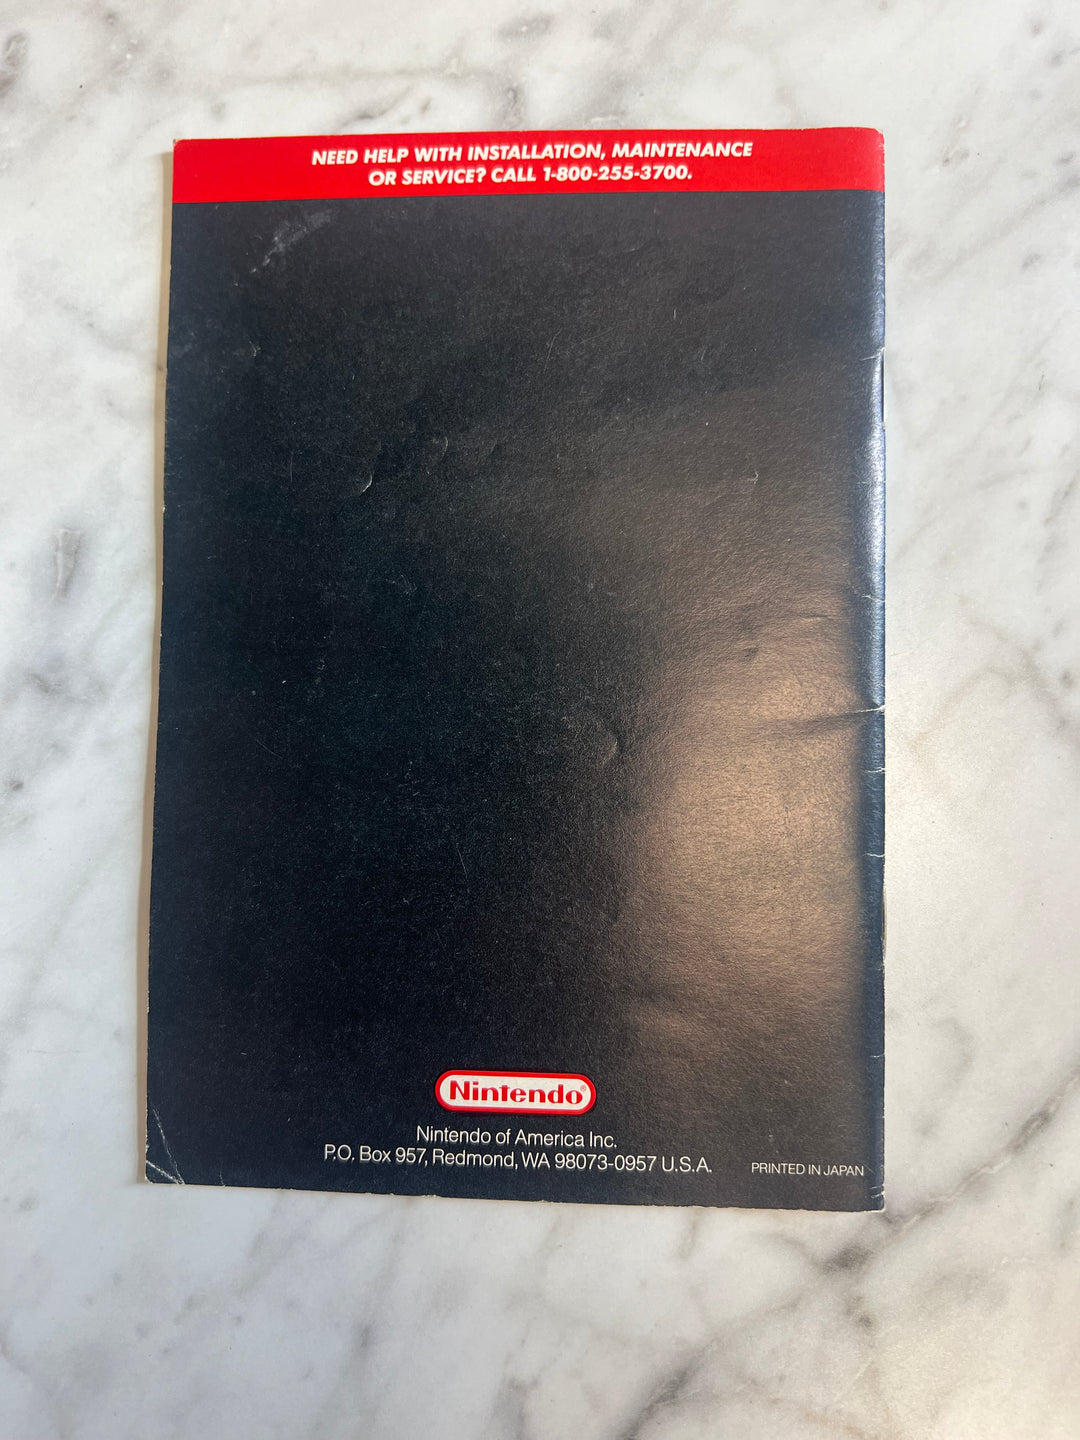 NEED HELP WITH INSTALLATION, MAINTENANCE
OR SERVICE? CALL 1-800-255-3700.
Nintendo®
Nintendo of America Inc.
P.O. Box 957, Redmond, WA 98073-0957 U.S.A.
PRINTED IN JAPAN